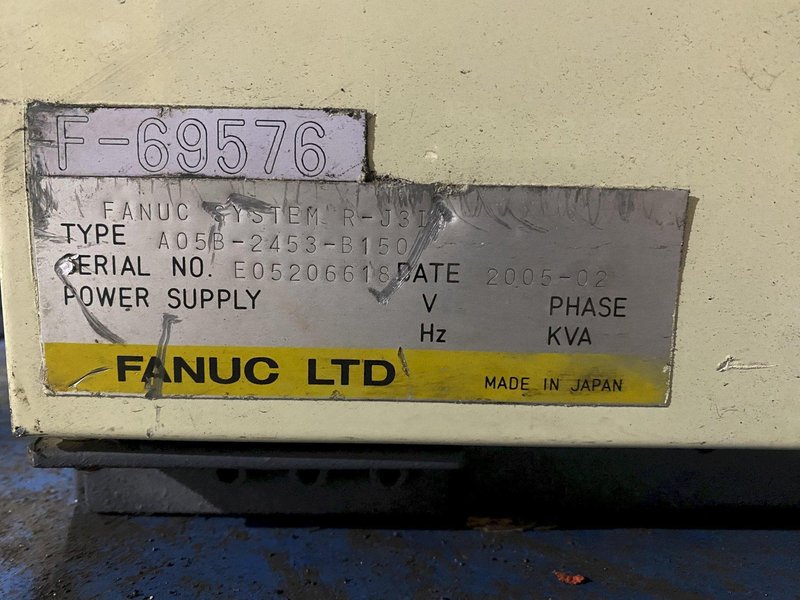 F-69576
FANUC SYSTEM R-J3I
TYPE A05B-2453-B150
SERIAL NO. E05206618 DATE 2005-02
POWER SUPPLY V PHASE
Hz KVA
FANUC LTD MADE IN JAPAN